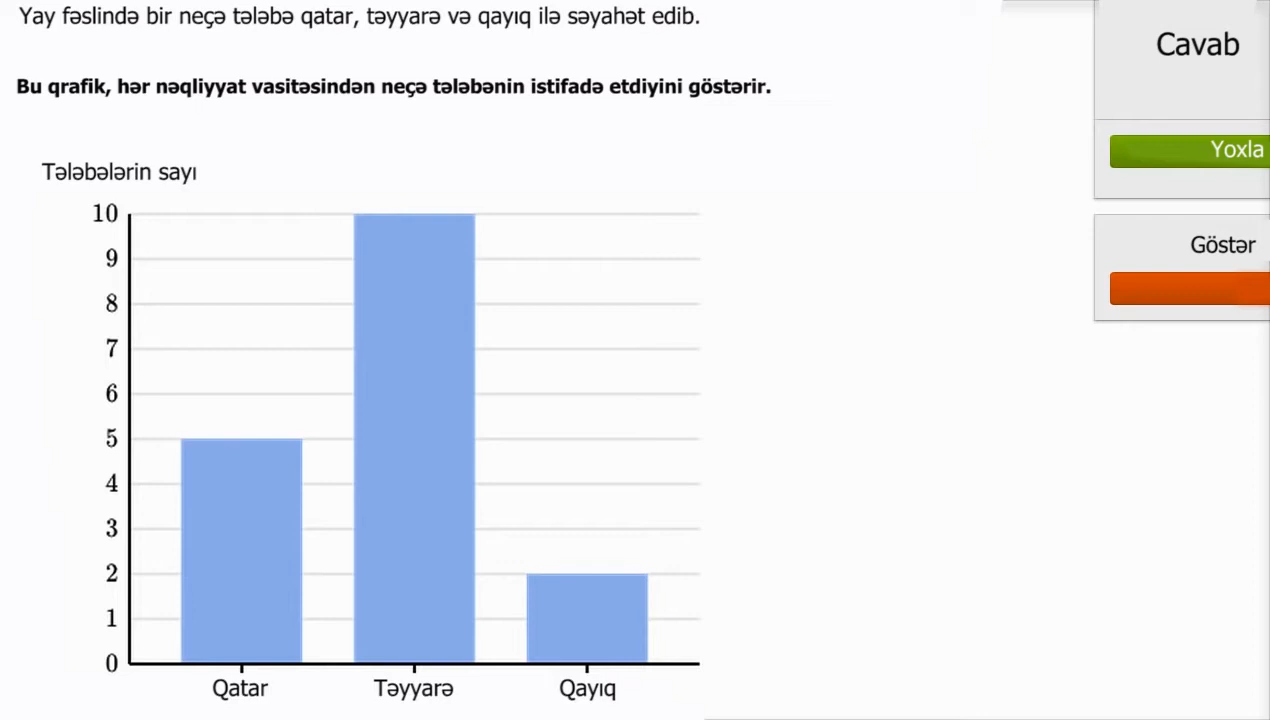 Yay fəslində bir neçə tələbə qatar, təyyarə və qayıq ilə səyahət edib.
Bu qrafik, hər nəqliyyat vasitəsindən neçə tələbənin istifadə etdiyini göstərir.
Cavab
Yoxla
Göstər
Tələbələrin sayı
10
9
8
7
6
5
4
3
2
1
0
Qatar Təyyarə Qayıq